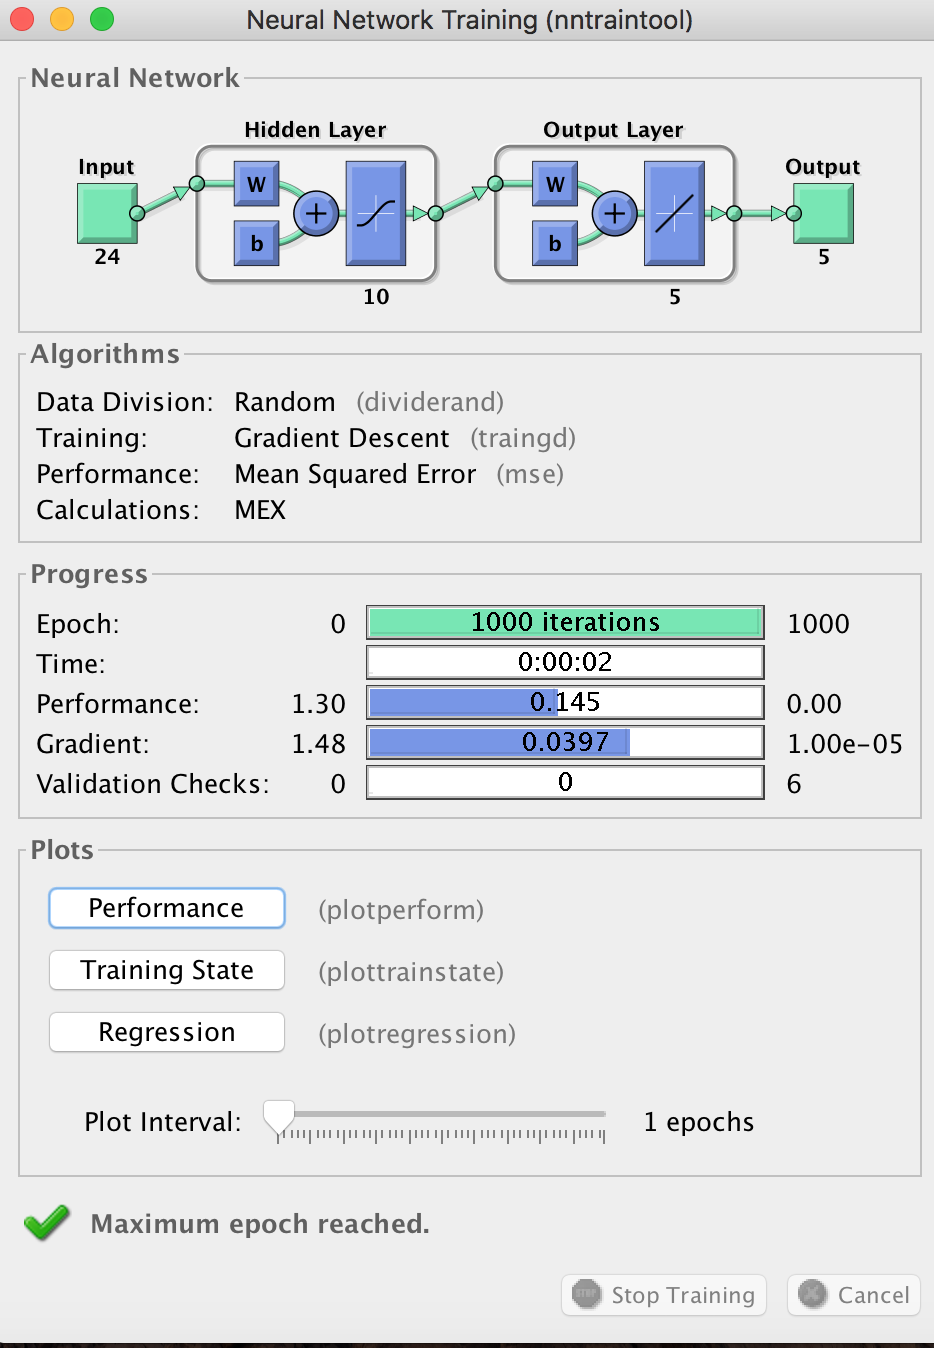 Neural Network Training (nntraintool)
Neural Network
Hidden Layer
Output Layer
Input
Output
W
W
b
b
24
5
10
5
Algorithms
Data Division: Random (dividerand)
Training: Gradient Descent (traingd)
Performance: Mean Squared Error (mse)
Calculations: MEX
Progress
Epoch: 0 1000 iterations 1000
Time: 0:00:02
Performance: 1.30 0.145 0.00
Gradient: 1.48 0.0397 1.00e-05
Validation Checks: 0 0 6
Plots
Performance (plotperform)
Training State (plottrainstate)
Regression (plotregression)
Plot Interval: 1 epochs
Maximum epoch reached.
STOP Stop Training Cancel